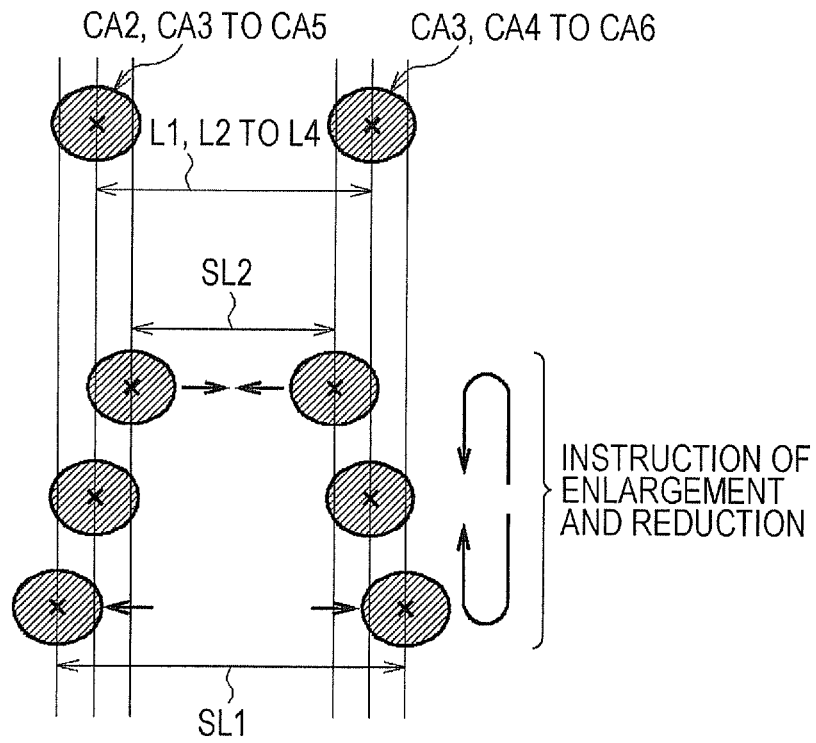 CA2, CA3 TO CA5
CA3, CA4 TO CA6
L1, L2 TO L4
SL2
INSTRUCTION OF
ENLARGEMENT
AND REDUCTION
SL1